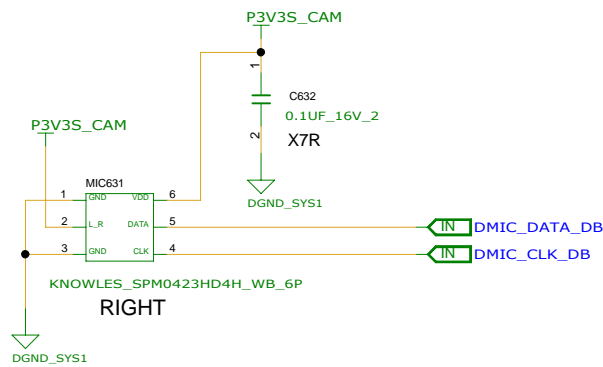 P3V3S_CAM
1
C632
0.1UF_16V_2
X7R
2
DGND_SYS1
P3V3S_CAM
MIC631
1 GND VDD 6
2 L_R DATA 5
3 GND CLK 4
IN DMIC_DATA_DB
IN DMIC_CLK_DB
KNOWLES_SPM0423HD4H_WB_6P
RIGHT
DGND_SYS1